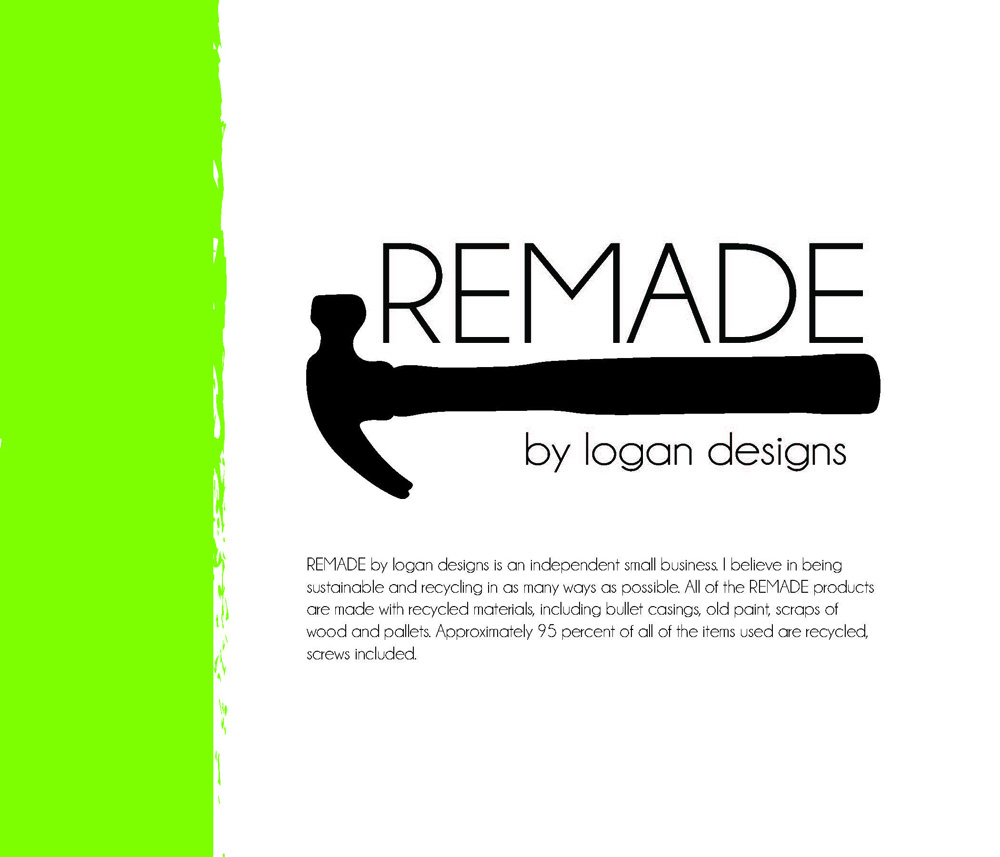 REMADE
by logan designs
REMADE by logan designs is an independent small business. I believe in being
sustainable and recycling in as many ways as possible. All of the REMADE products
are made with recycled materials, including bullet casings, old paint, scraps of
wood and pallets. Approximately 95 percent of all of the items used are recycled,
screws included.